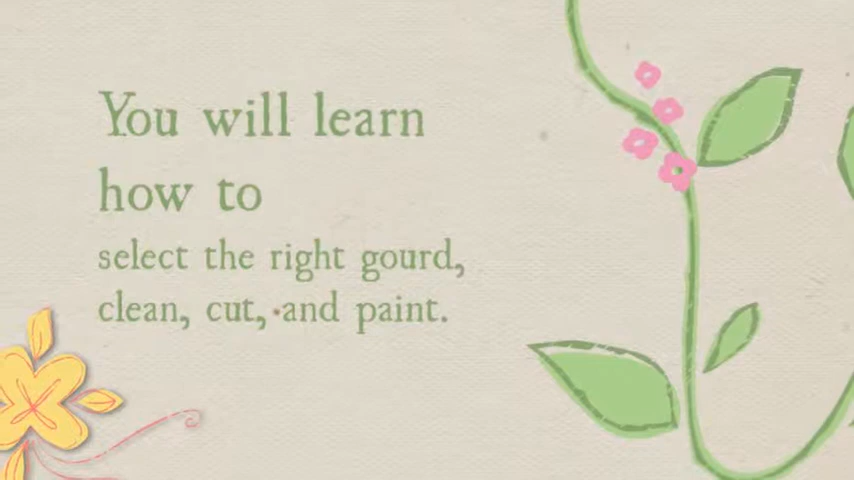 You will learn
how to
select the right gourd,
clean, cut, and paint.